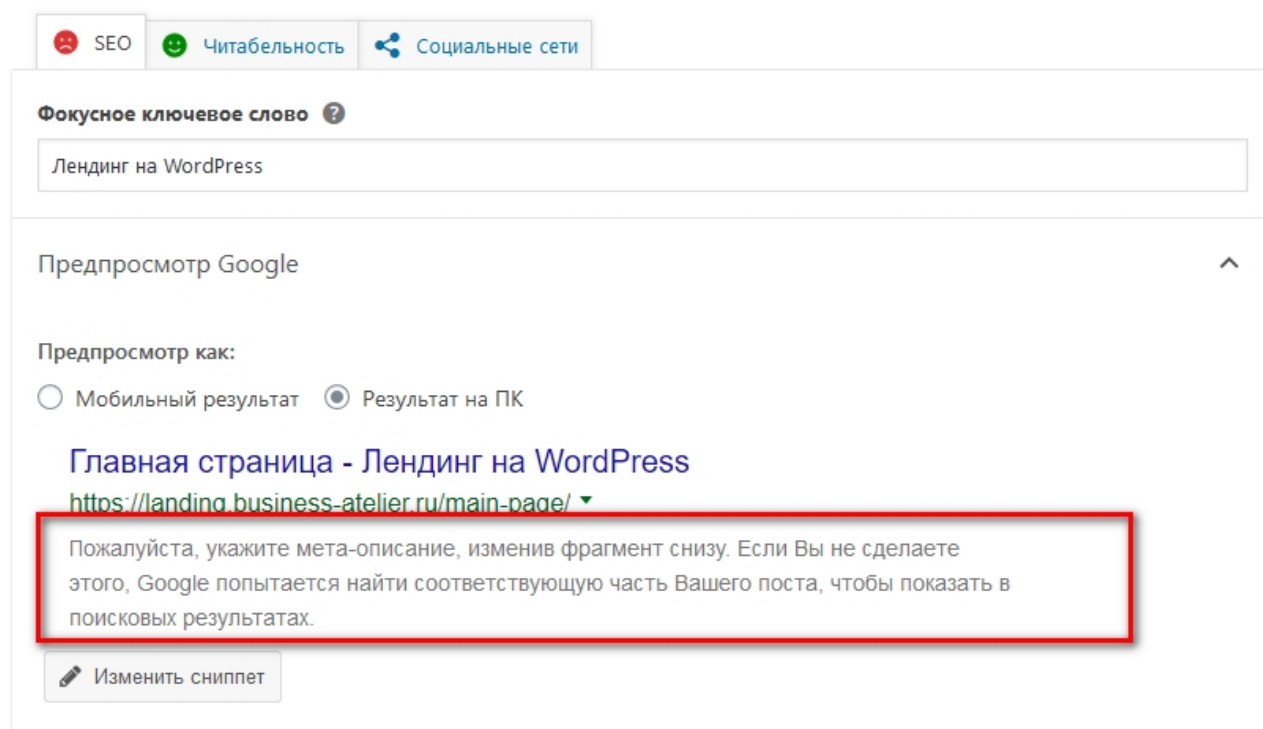 SEO Читабельность Социальные сети
Фокусное ключевое слово ?
Лендинг на WordPress
Предпросмотр Google
Предпросмотр как:
Мобильный результат Результат на ПК
Главная страница - Лендинг на WordPress
https://landing.business-atelier.ru/main-page/
Пожалуйста, укажите мета-описание, изменив фрагмент снизу. Если Вы не сделаете
этого, Google попытается найти соответствующую часть Вашего поста, чтобы показать в
поисковых результатах.
Изменить сниппет